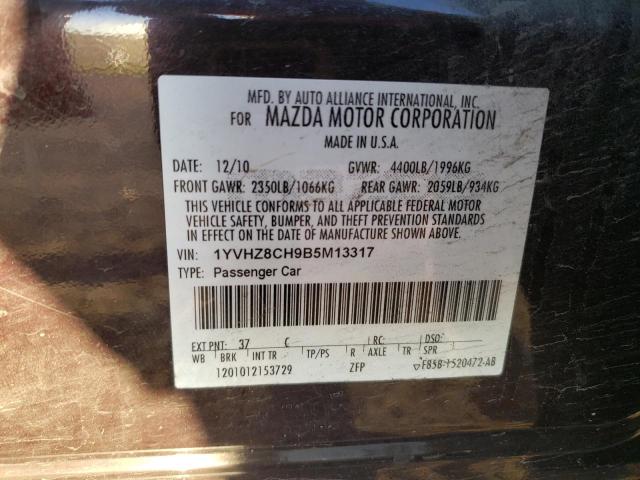 MFD. BY AUTO ALLIANCE INTERNATIONAL, INC.
FOR MAZDA MOTOR CORPORATION
MADE IN U.S.A.
DATE: 12/10 GVWR: 4400LB/1996KG
FRONT GAWR: 2350LB/1066KG REAR GAWR: 2059LB/934KG
THIS VEHICLE CONFORMS TO ALL APPLICABLE FEDERAL MOTOR
VEHICLE SAFETY, BUMPER, AND THEFT PREVENTION STANDARDS
IN EFFECT ON THE DATE OF MANUFACTURE SHOWN ABOVE.
VIN: 1YVHZ8CH9B5M13317
TYPE: Passenger Car
EXT PNT: 37 C RC: DSO:
WB BRK INT TR TP/PS R AXLE TR SPR
1201012153729 ZFP F85B-1520472-AB